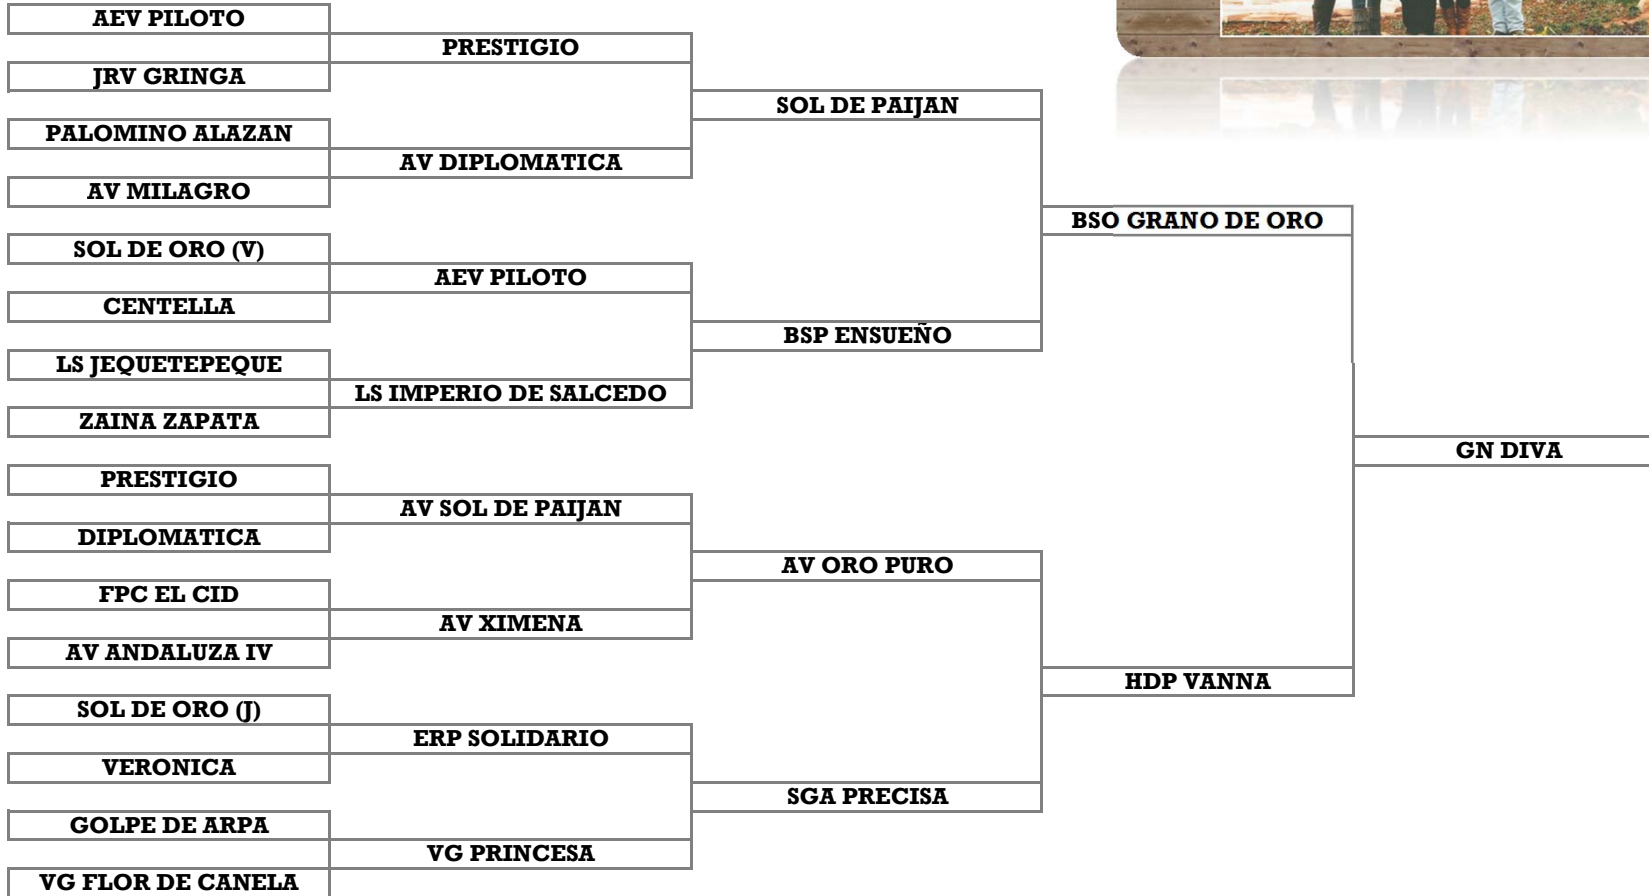 AEV PILOTO
PRESTIGIO
JRV GRINGA
SOL DE PAIJAN
PALOMINO ALAZAN
AV DIPLOMATICA
AV MILAGRO
BSO GRANO DE ORO
SOL DE ORO (V)
AEV PILOTO
CENTELLA
BSP ENSUEÑO
LS JEQUETEPEQUE
LS IMPERIO DE SALCEDO
ZAINA ZAPATA
GN DIVA
PRESTIGIO
AV SOL DE PAIJAN
DIPLOMATICA
AV ORO PURO
FPC EL CID
AV XIMENA
AV ANDALUZA IV
HDP VANNA
SOL DE ORO (J)
ERP SOLIDARIO
VERONICA
SGA PRECISA
GOLPE DE ARPA
VG PRINCESA
VG FLOR DE CANELA